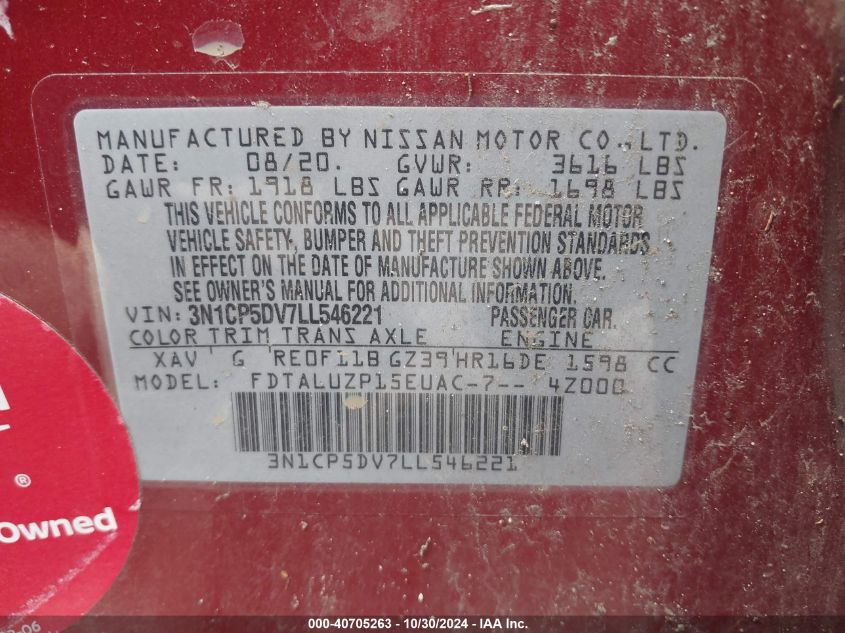 MANUFACTURED BY NISSAN MOTOR CO.,LTD.
DATE: 08/20. GVWR: 3616 LBS
GAWR FR: 1918 LBS GAWR RR: 1698 LBS
THIS VEHICLE CONFORMS TO ALL APPLICABLE FEDERAL MOTOR
VEHICLE SAFETY, BUMPER AND THEFT PREVENTION STANDARDS
IN EFFECT ON THE DATE OF MANUFACTURE SHOWN ABOVE.
SEE OWNER'S MANUAL FOR ADDITIONAL INFORMATION.
VIN: 3N1CP5DV7LL546221 PASSENGER CAR.
COLOR TRIM TRANS AXLE ENGINE
XAV G RE0F11B GZ39 HR16DE 1598 CC
MODEL: FDTALUZP15EUAC-7-- 4Z000
3N1CP5DV7LL546221
®
Owned
000-40705263 - 10/30/2024 - IAAI.com